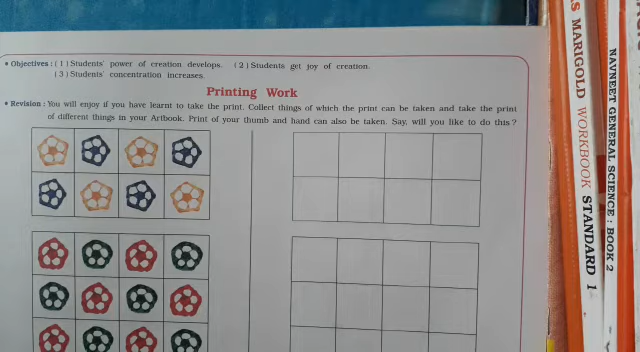 • Objectives : ( 1 ) Students' power of creation develops. ( 2 ) Students get joy of creation.
( 3 ) Students' concentration increases.
Printing Work
• Revision : You will enjoy if you have learnt to take the print. Collect things of which the print can be taken and take the print
of different things in your Artbook. Print of your thumb and hand can also be taken. Say, will you like to do this ?
MARIGOLD WORKBOOK STANDARD 1
NAVNEET GENERAL SCIENCE : BOOK 2